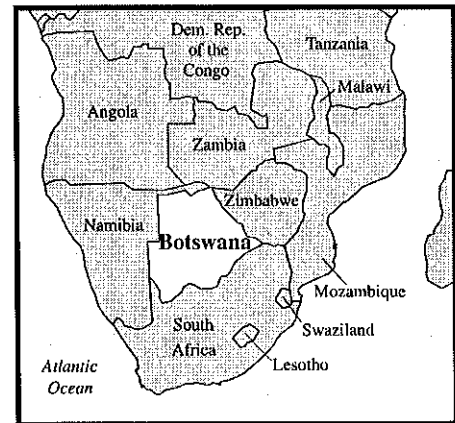 Dem. Rep.
of the
Congo
Tanzania
Malawi
Angola
Zambia
Zimbabwe
Namibia
Botswana
Mozambique
Swaziland
South
Africa
Lesotho
Atlantic
Ocean